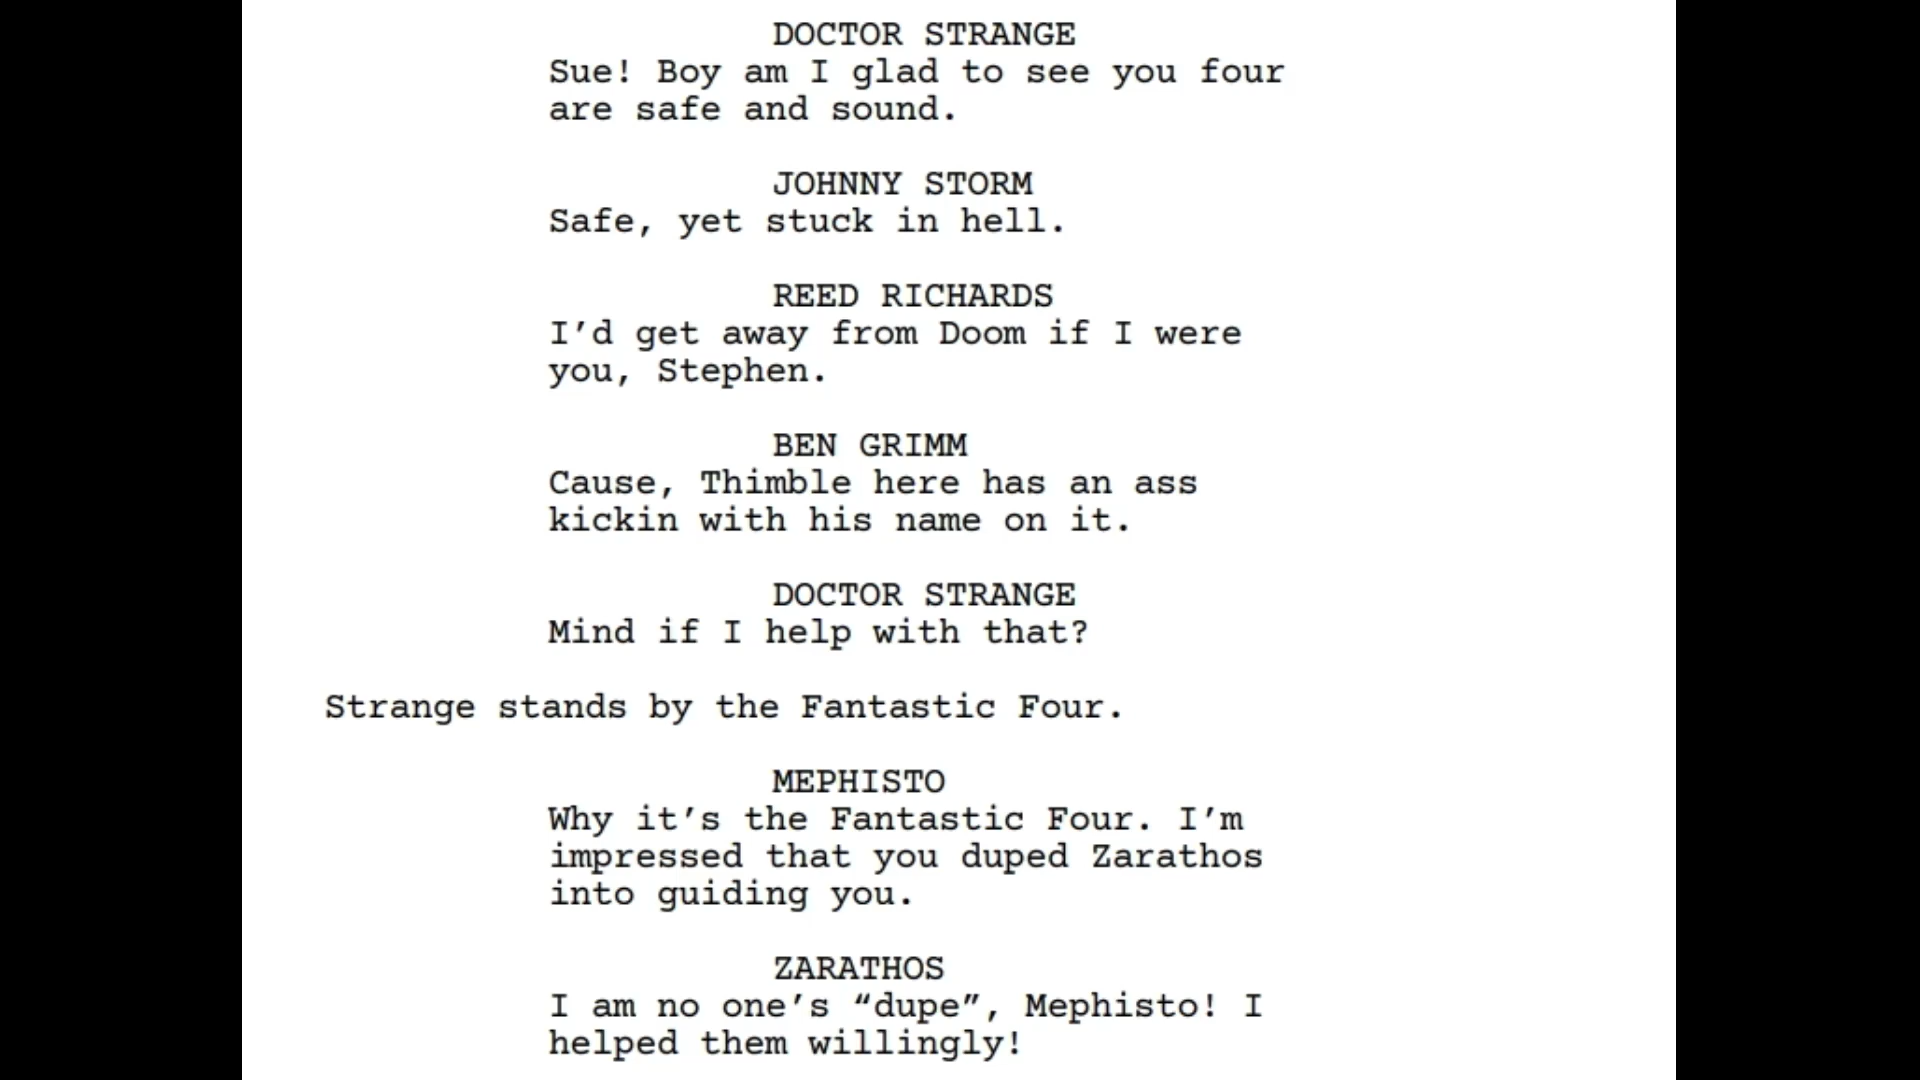 DOCTOR STRANGE
Sue! Boy am I glad to see you four
are safe and sound.
JOHNNY STORM
Safe, yet stuck in hell.
REED RICHARDS
I’d get away from Doom if I were
you, Stephen.
BEN GRIMM
Cause, Thimble here has an ass
kickin with his name on it.
DOCTOR STRANGE
Mind if I help with that?
Strange stands by the Fantastic Four.
MEPHISTO
Why it’s the Fantastic Four. I’m
impressed that you duped Zarathos
into guiding you.
ZARATHOS
I am no one’s “dupe”, Mephisto! I
helped them willingly!